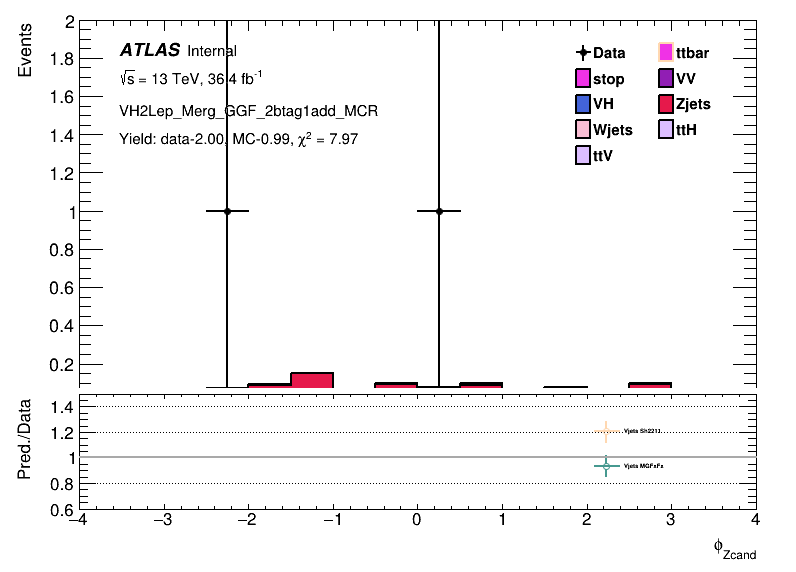 Events
2
1.8
1.6
1.4
1.2
1
0.8
0.6
0.4
0.2
ATLAS Internal
√s = 13 TeV, 36.4 fb⁻¹
VH2Lep_Merg_GGF_2btag1add_MCR
Yield: data-2.00, MC-0.99, χ² = 7.97
Data ttbar
stop VV
VH Zjets
Wjets ttH
ttV
Pred./Data
1.4
1.2
1
0.8
0.6
Vjets Sh2211
Vjets MGFxFx
−4 −3 −2 −1 0 1 2 3 4
ϕZcand